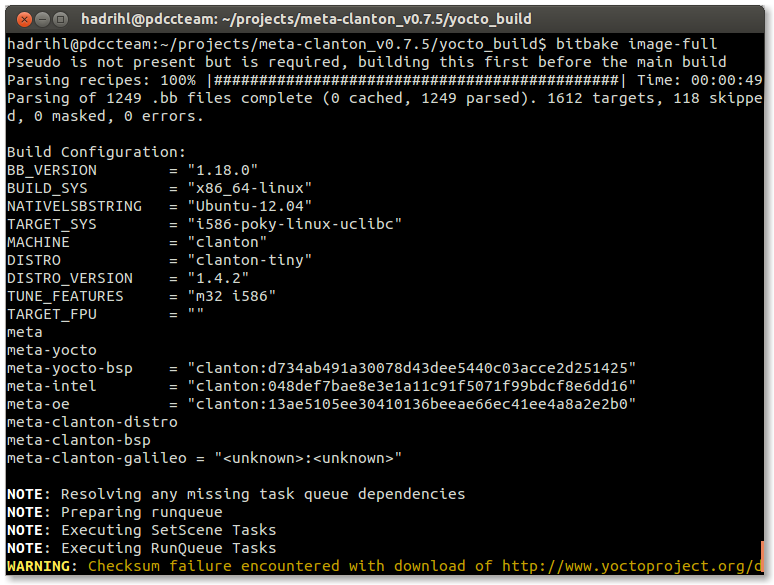 hadrihl@pdccteam: ~/projects/meta-clanton_v0.7.5/yocto_build
hadrihl@pdccteam:~/projects/meta-clanton_v0.7.5/yocto_build$ bitbake image-full
Pseudo is not present but is required, building this first before the main build
Parsing recipes: 100% |#############################################| Time: 00:00:49
Parsing of 1249 .bb files complete (0 cached, 1249 parsed). 1612 targets, 118 skippe
d, 0 masked, 0 errors.
Build Configuration:
BB_VERSION        = "1.18.0"
BUILD_SYS         = "x86_64-linux"
NATIVELSBSTRING   = "Ubuntu-12.04"
TARGET_SYS        = "i586-poky-linux-uclibc"
MACHINE           = "clanton"
DISTRO            = "clanton-tiny"
DISTRO_VERSION    = "1.4.2"
TUNE_FEATURES     = "m32 i586"
TARGET_FPU        = ""
meta
meta-yocto
meta-yocto-bsp    = "clanton:d734ab491a30078d43dee5440c03acce2d251425"
meta-intel        = "clanton:048def7bae8e3e1a11c91f5071f99bdcf8e6dd16"
meta-oe           = "clanton:13ae5105ee30410136beeae66ec41ee4a8a2e2b0"
meta-clanton-distro
meta-clanton-bsp
meta-clanton-galileo = "<unknown>:<unknown>"
NOTE: Resolving any missing task queue dependencies
NOTE: Preparing runqueue
NOTE: Executing SetScene Tasks
NOTE: Executing RunQueue Tasks
WARNING: Checksum failure encountered with download of http://www.yoctoproject.org/d